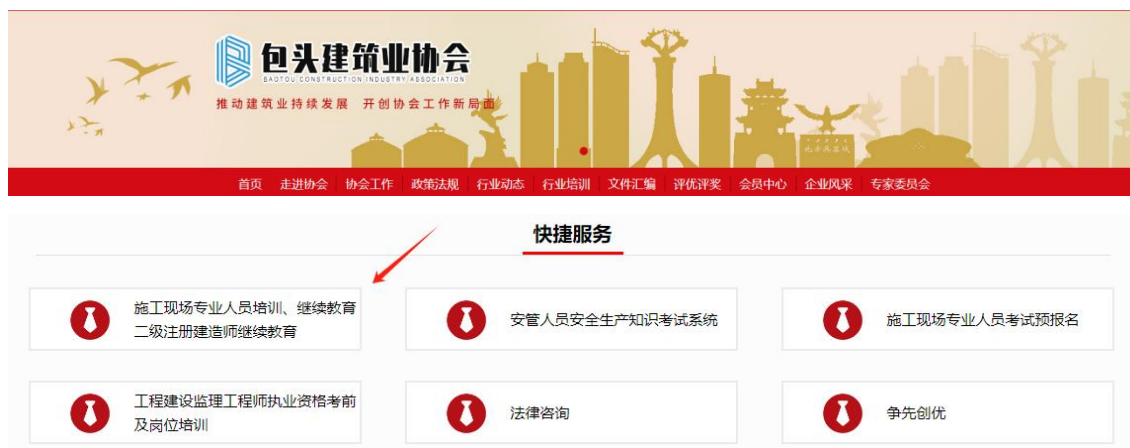 包头建筑业协会
BAOTOU CONSTRUCTION INDUSTRY ASSOCIATION
推动建筑业持续发展 开创协会工作新局面
首页 走进协会 协会工作 政策法规 行业动态 行业培训 文件汇编 评优评奖 会员中心 企业风采 专家委员会
快捷服务
施工现场专业人员培训、继续教育
二级注册建造师继续教育
安管人员安全生产知识考试系统
施工现场专业人员考试预报名
工程建设监理工程师执业资格考前
及岗位培训
法律咨询
争先创优